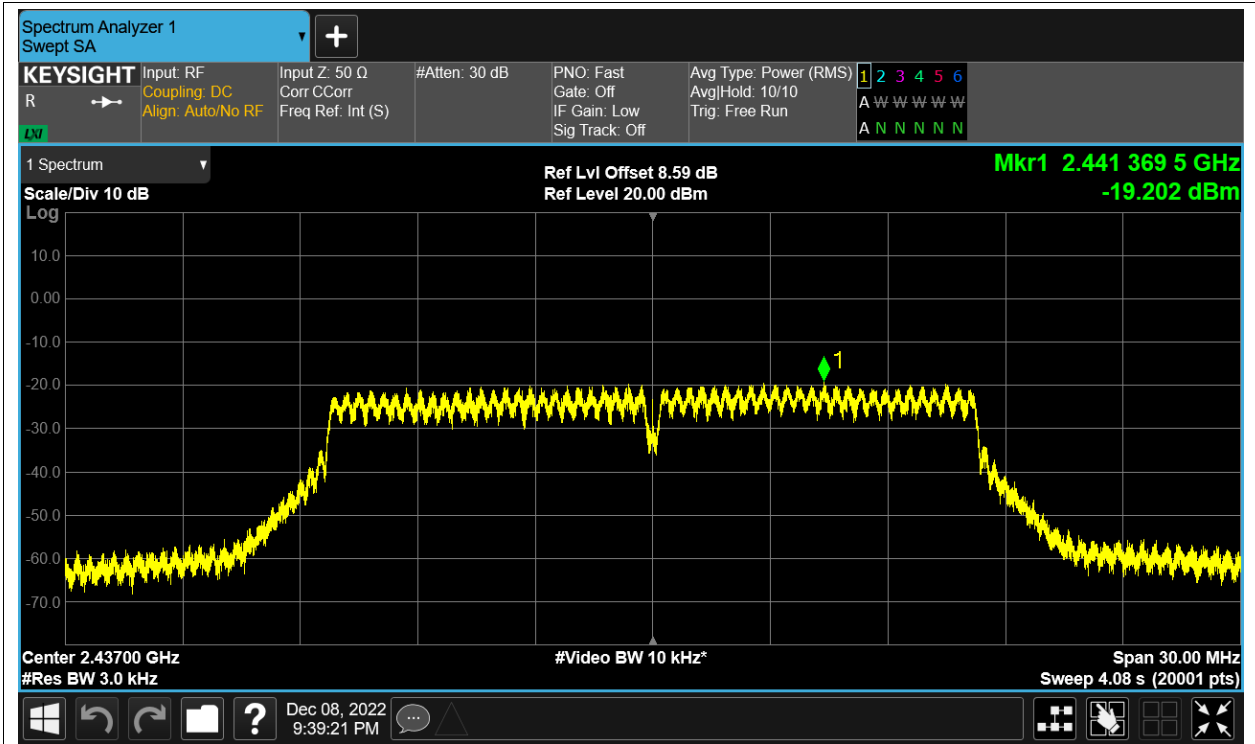 Spectrum Analyzer 1
Swept SA
KEYSIGHT
R
LXI
Input: RF
Coupling: DC
Align: Auto/No RF
Input Z: 50 Ω
Corr CCorr
Freq Ref: Int (S)
#Atten: 30 dB
PNO: Fast
Gate: Off
IF Gain: Low
Sig Track: Off
Avg Type: Power (RMS)
Avg|Hold: 10/10
Trig: Free Run
1 2 3 4 5 6
A W W W W W
A N N N N N
1 Spectrum
Scale/Div 10 dB
Log
Ref Lvl Offset 8.59 dB
Ref Level 20.00 dBm
Mkr1 2.441 369 5 GHz
-19.202 dBm
10.0
0.00
-10.0
-20.0
-30.0
-40.0
-50.0
-60.0
-70.0
1
Center 2.43700 GHz
#Res BW 3.0 kHz
#Video BW 10 kHz*
Span 30.00 MHz
Sweep 4.08 s (20001 pts)
?
Dec 08, 2022
9:39:21 PM